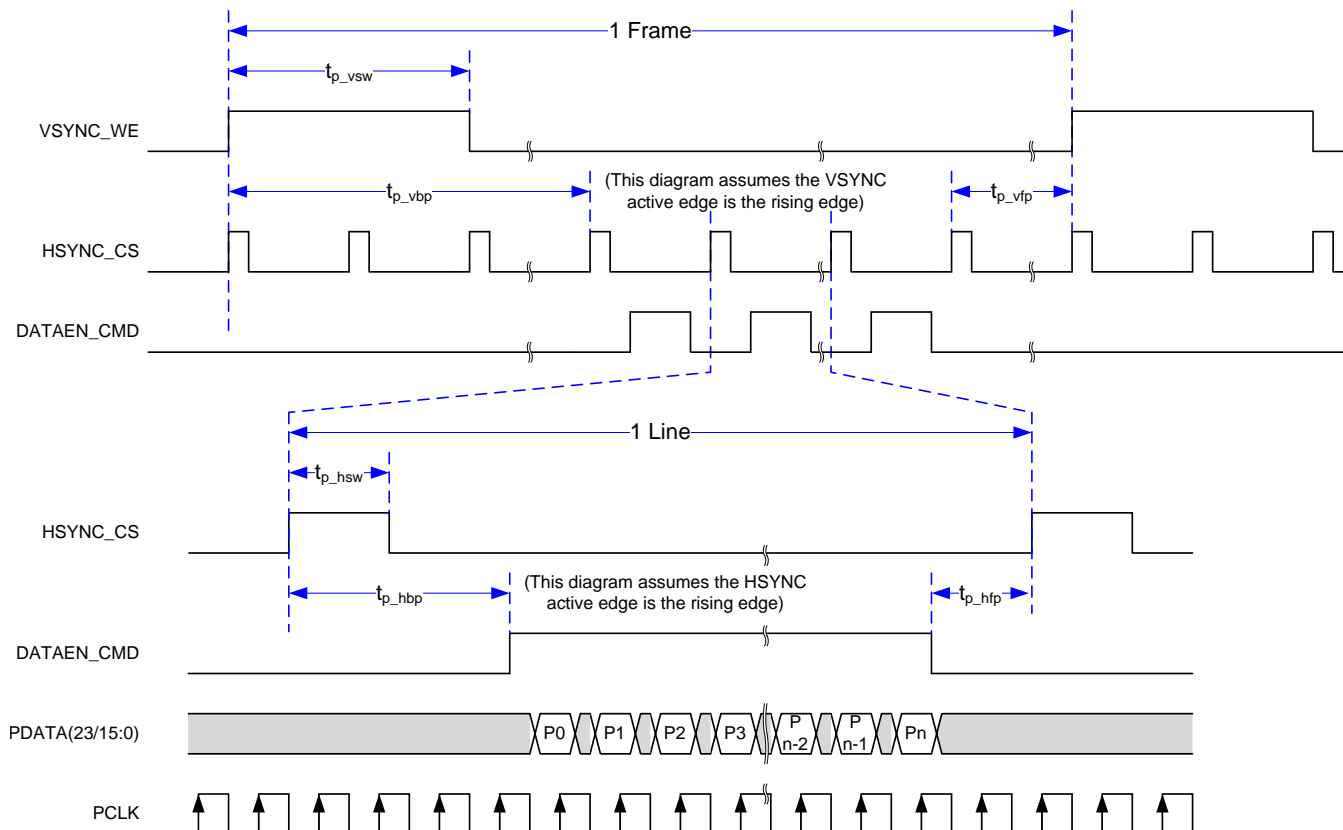 1 Frame
tp_vsw
VSYNC_WE
tp_vbp
(This diagram assumes the VSYNC
active edge is the rising edge)
tp_vfp
HSYNC_CS
DATAEN_CMD
1 Line
tp_hsw
HSYNC_CS
tp_hbp
(This diagram assumes the HSYNC
active edge is the rising edge)
tp_hfp
DATAEN_CMD
PDATA(23/15:0)
P0
P1
P2
P3
P
n-2
P
n-1
Pn
PCLK